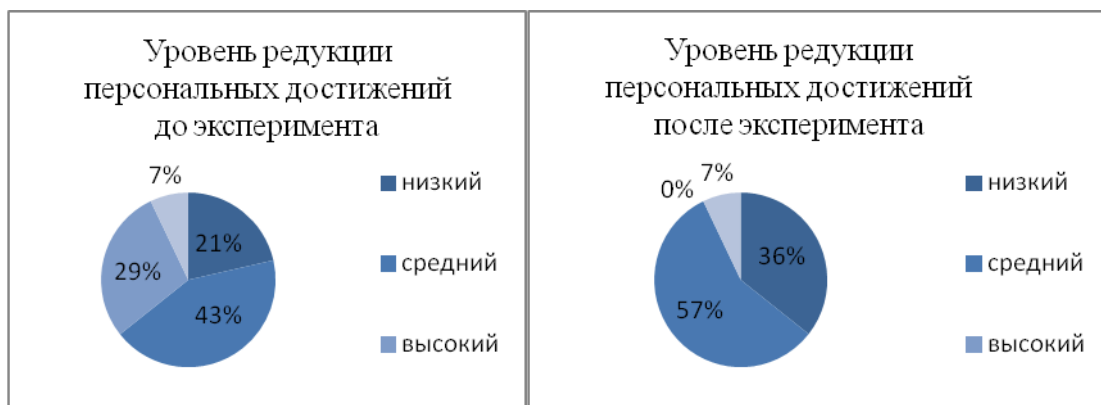 Уровень редукции
персональных достижений
до эксперимента
7%
21%
29%
43%
низкий
средний
высокий
Уровень редукции
персональных достижений
после эксперимента
7%
0%
36%
57%
низкий
средний
высокий